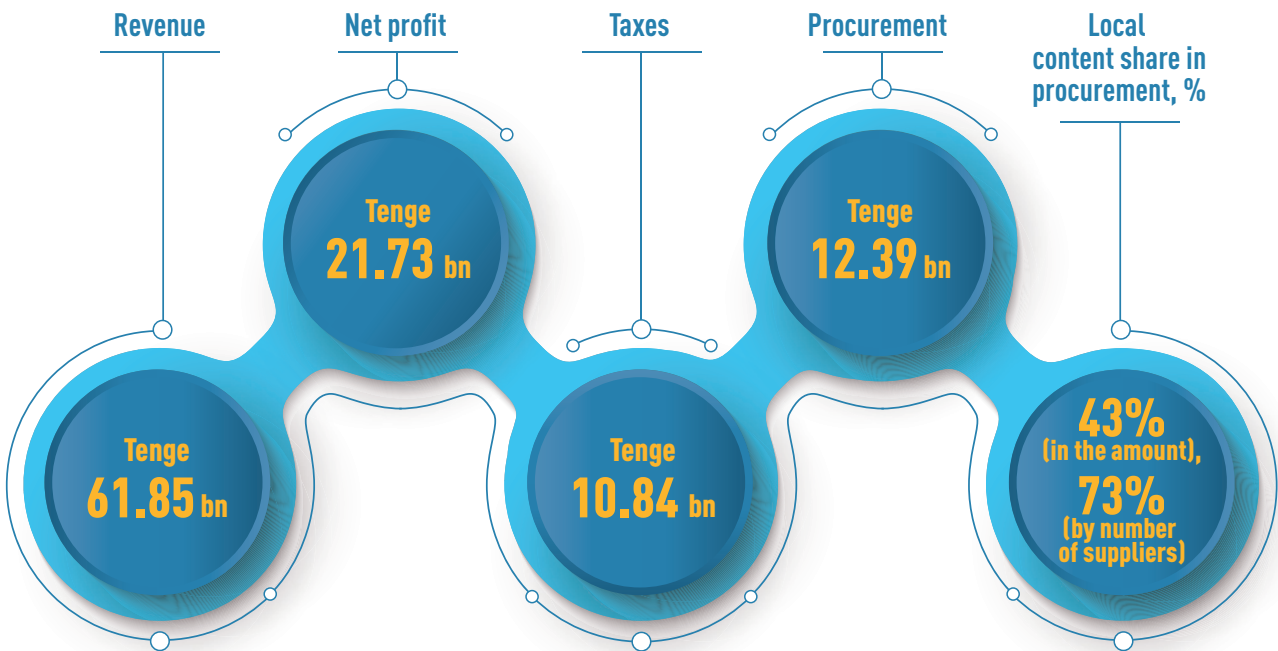 Revenue
Tenge
61.85 bn
Net profit
Tenge
21.73 bn
Taxes
Tenge
10.84 bn
Procurement
Tenge
12.39 bn
Local
content share in
procurement, %
43%
(in the amount),
73%
(by number
of suppliers)